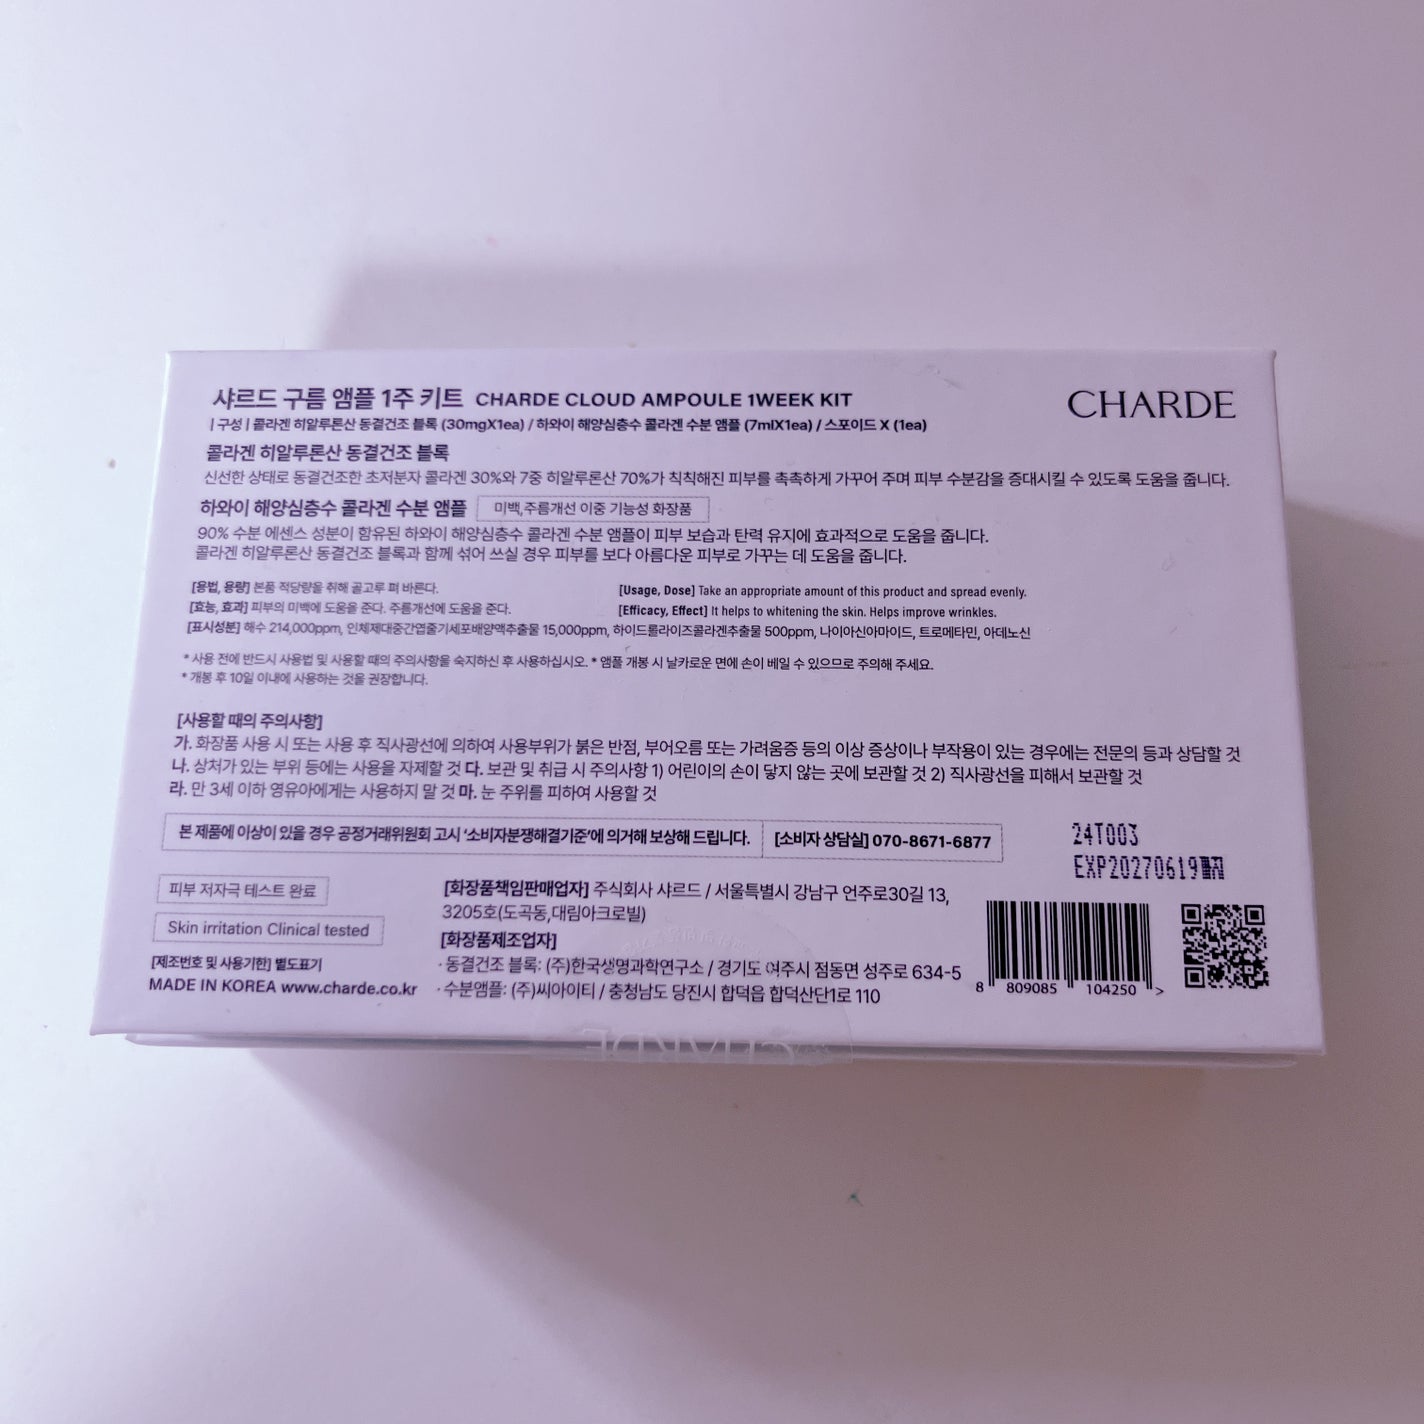 샤르드 구름 앰플 1주 키트 CHARDE CLOUD AMPOULE 1WEEK KIT
CHARDE
| 구성 | 콜라겐 히알루론산 동결건조 블록 (30mgX1ea) / 하와이 해양심층수 콜라겐 수분 앰플 (7mlX1ea) / 스포이드 X (1ea)
콜라겐 히알루론산 동결건조 블록
신선한 상태로 동결건조한 초저분자 콜라겐 30%와 7중 히알루론산 70%가 칙칙해진 피부를 촉촉하게 가꾸어 주며 피부 수분감을 증대시킬 수 있도록 도움을 줍니다.
하와이 해양심층수 콜라겐 수분 앰플 미백,주름개선 이중 기능성 화장품
90% 수분 에센스 성분이 함유된 하와이 해양심층수 콜라겐 수분 앰플이 피부 보습과 탄력 유지에 효과적으로 도움을 줍니다.
콜라겐 히알루론산 동결건조 블록과 함께 섞어 쓰실 경우 피부를 보다 아름다운 피부로 가꾸는 데 도움을 줍니다.
[용법, 용량] 본품 적당량을 취해 골고루 펴 바른다.
[Usage, Dose] Take an appropriate amount of this product and spread evenly.
[효능, 효과] 피부의 미백에 도움을 준다. 주름개선에 도움을 준다.
[Efficacy, Effect] It helps to whitening the skin. Helps improve wrinkles.
[표시성분] 해수 214,000ppm, 인체제대중간엽줄기세포배양액추출물 15,000ppm, 하이드롤라이즈콜라겐추출물 500ppm, 나이아신아마이드, 트로메타민, 아데노신
* 사용 전에 반드시 사용법 및 사용할 때의 주의사항을 숙지하신 후 사용하십시오. * 앰플 개봉 시 날카로운 면에 손이 베일 수 있으므로 주의해 주세요.
* 개봉 후 10일 이내에 사용하는 것을 권장합니다.
[사용할 때의 주의사항]
가. 화장품 사용 시 또는 사용 후 직사광선에 의하여 사용부위가 붉은 반점, 부어오름 또는 가려움증 등의 이상 증상이나 부작용이 있는 경우에는 전문의 등과 상담할 것
나. 상처가 있는 부위 등에는 사용을 자제할 것 다. 보관 및 취급 시 주의사항 1) 어린이의 손이 닿지 않는 곳에 보관할 것 2) 직사광선을 피해서 보관할 것
라. 만 3세 이하 영유아에게는 사용하지 말 것 마. 눈 주위를 피하여 사용할 것
본 제품에 이상이 있을 경우 공정거래위원회 고시 '소비자분쟁해결기준'에 의거해 보상해 드립니다. [소비자 상담실] 070-8671-6877
24T003
EXP20270619까지
피부 저자극 테스트 완료
Skin irritation Clinical tested
[제조번호 및 사용기한] 별도표기
MADE IN KOREA www.charde.co.kr
[화장품책임판매업자] 주식회사 샤르드 / 서울특별시 강남구 언주로30길 13,
3205호(도곡동,대림아크로빌)
[화장품제조업자]
· 동결건조 블록: (주)한국생명과학연구소 / 경기도 여주시 점동면 성주로 634-5
· 수분앰플: (주)씨아이티 / 충청남도 당진시 합덕읍 합덕산단1로 110
8 809085 104250 >
CHARDE